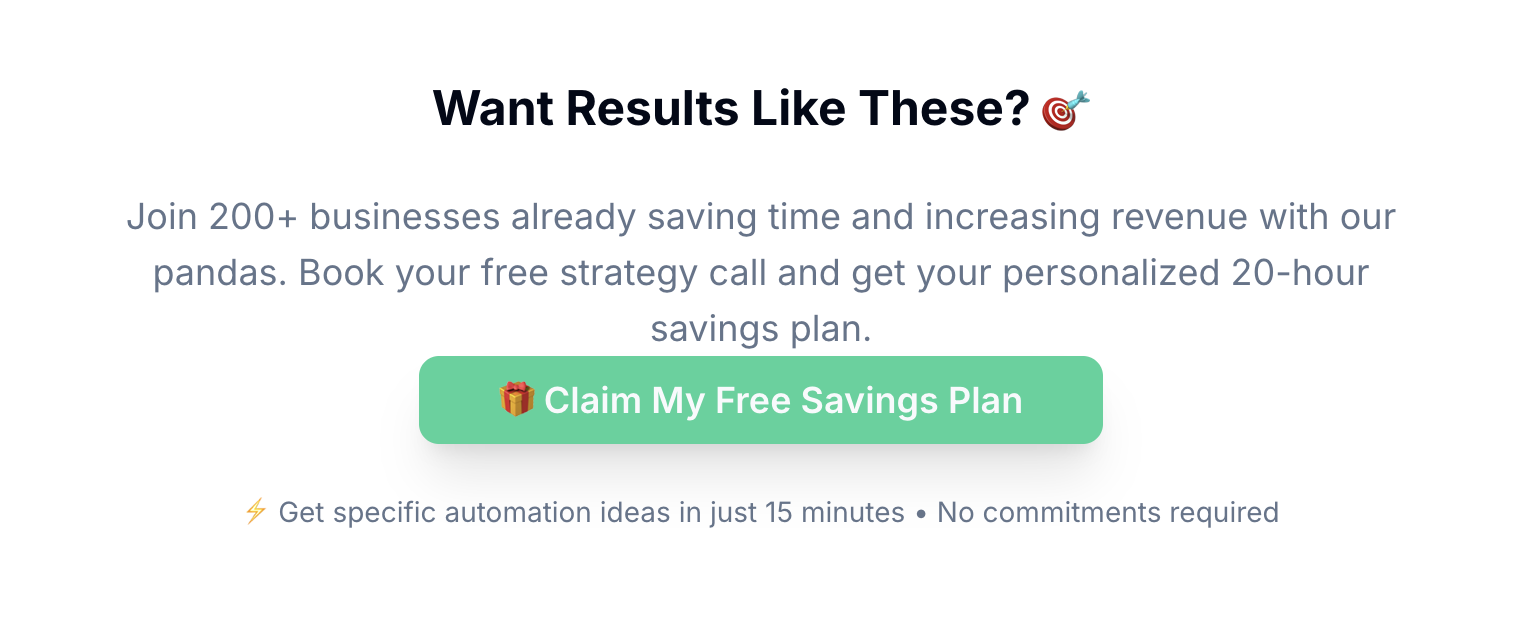 Want Results Like These? 🎯
Join 200+ businesses already saving time and increasing revenue with our
pandas. Book your free strategy call and get your personalized 20-hour
savings plan.
🎁 Claim My Free Savings Plan
⚡ Get specific automation ideas in just 15 minutes • No commitments required